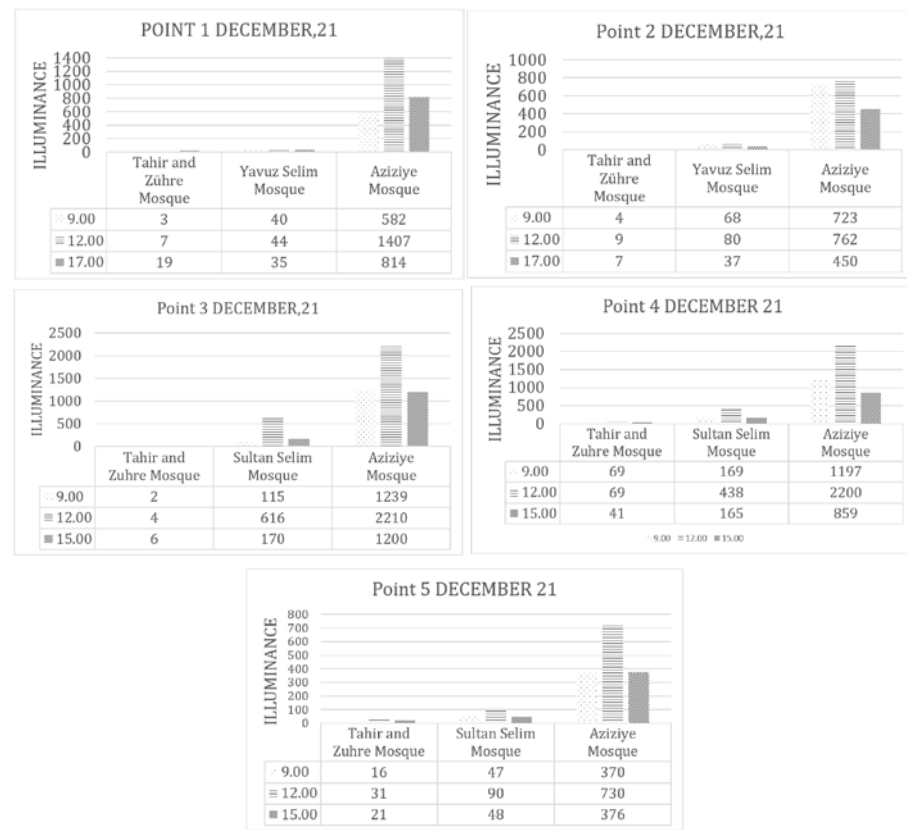 POINT 1 DECEMBER,21
ILLUMINANCE
1400
1200
1000
800
600
400
200
0
Tahir and Zühre Mosque
Yavuz Selim Mosque
Aziziye Mosque
9.00 3 40 582
12.00 7 44 1407
17.00 19 35 814
Point 2 DECEMBER,21
ILLUMINANCE
1000
800
600
400
200
0
Tahir and Zühre Mosque
Yavuz Selim Mosque
Aziziye Mosque
9.00 4 68 723
12.00 9 80 762
17.00 7 37 450
Point 3 DECEMBER,21
ILLUMINANCE
2500
2000
1500
1000
500
0
Tahir and Zuhre Mosque
Sultan Selim Mosque
Aziziye Mosque
9.00 2 115 1239
12.00 4 616 2210
15.00 6 170 1200
Point 4 DECEMBER 21
ILLUMINANCE
2500
2000
1500
1000
500
0
Tahir and Zuhre Mosque
Sultan Selim Mosque
Aziziye Mosque
9.00 69 169 1197
12.00 69 438 2200
15.00 41 165 859
9.00 12.00 15.00
Point 5 DECEMBER 21
ILLUMINANCE
800
700
600
500
400
300
200
100
0
Tahir and Zuhre Mosque
Sultan Selim Mosque
Aziziye Mosque
9.00 16 47 370
12.00 31 90 730
15.00 21 48 376